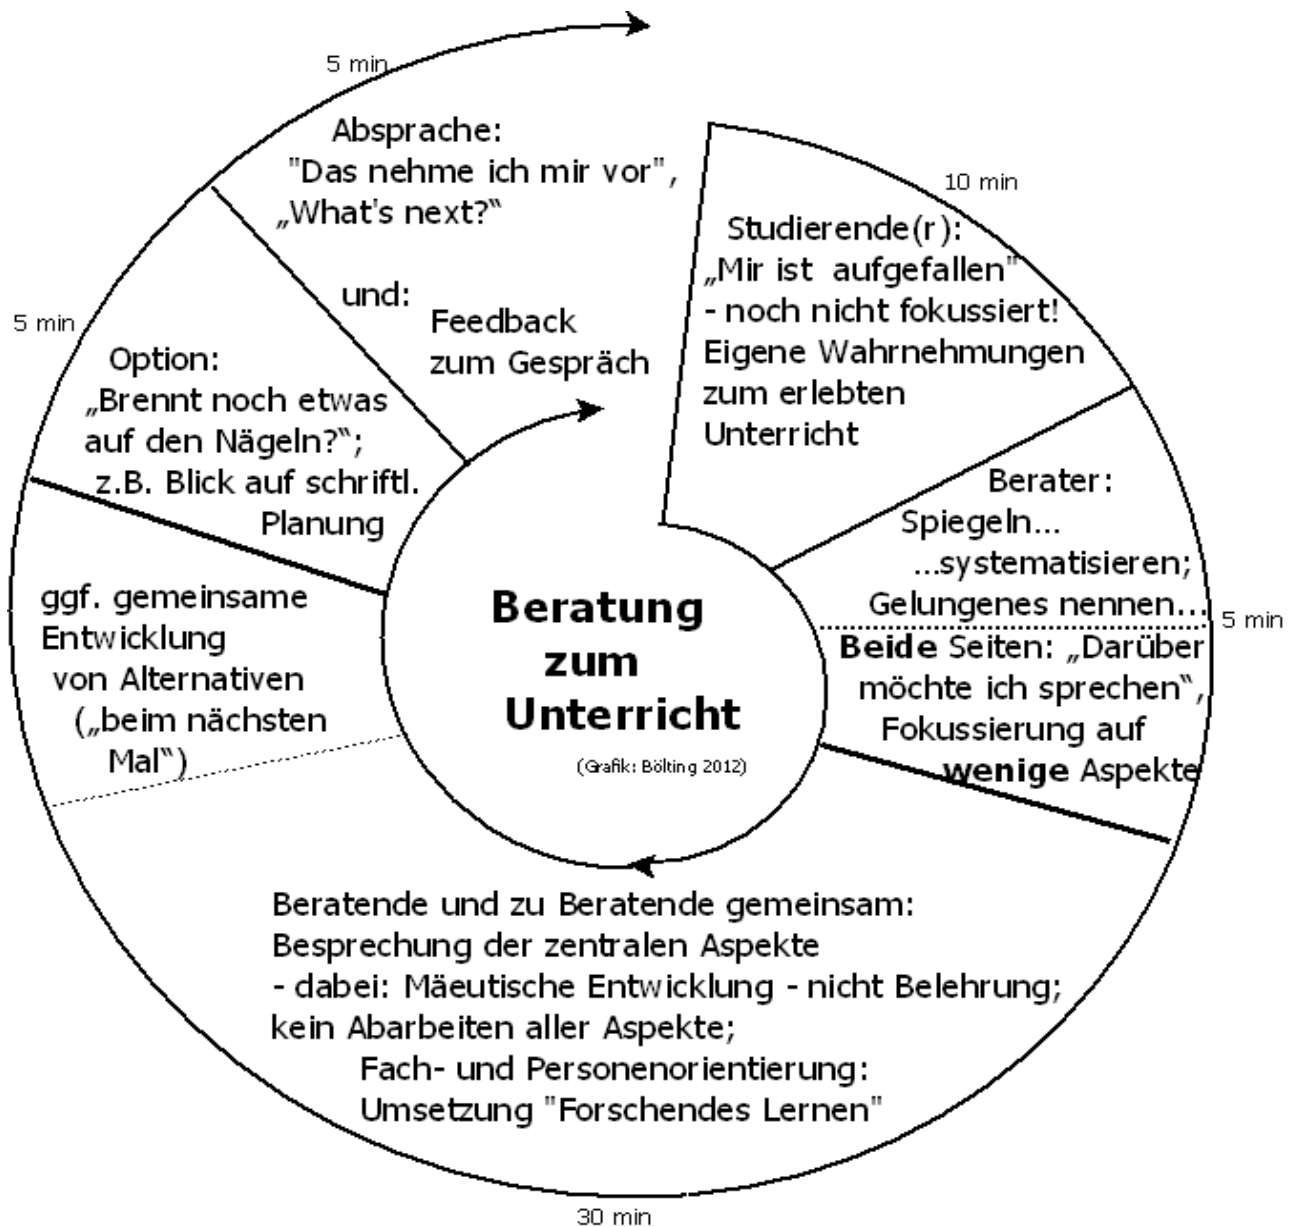 5 min
Absprache:
"Das nehme ich mir vor",
„What's next?“
und:
Feedback
zum Gespräch
10 min
Studierende(r):
„Mir ist aufgefallen"
- noch nicht fokussiert!
Eigene Wahrnehmungen
zum erlebten
Unterricht
Berater:
Spiegeln...
...systematisieren;
Gelungenes nennen...
5 min
Beide Seiten: „Darüber
möchte ich sprechen“,
Fokussierung auf
wenige Aspekte
Beratende und zu Beratende gemeinsam:
Besprechung der zentralen Aspekte
- dabei: Mäeutische Entwicklung - nicht Belehrung;
kein Abarbeiten aller Aspekte;
Fach- und Personenorientierung:
Umsetzung "Forschendes Lernen"
30 min
ggf. gemeinsame
Entwicklung
von Alternativen
(„beim nächsten
Mal“)
5 min
Option:
„Brennt noch etwas
auf den Nägeln?“;
z.B. Blick auf schriftl.
Planung
Beratung
zum
Unterricht
(Grafik: Bölting 2012)